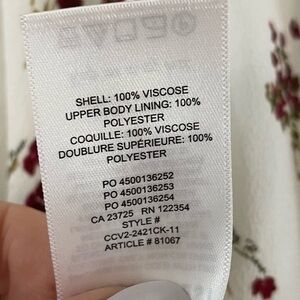 SHELL: 100% VISCOSE
UPPER BODY LINING: 100%
POLYESTER
COQUILLE: 100% VISCOSE
DOUBLURE SUPÉRIEURE: 100%
POLYESTER
PO 4500136252
PO 4500136253
PO 4500136254
CA 23725 RN 122354
STYLE #
CCV2-2421CK-11
ARTICLE # 81067